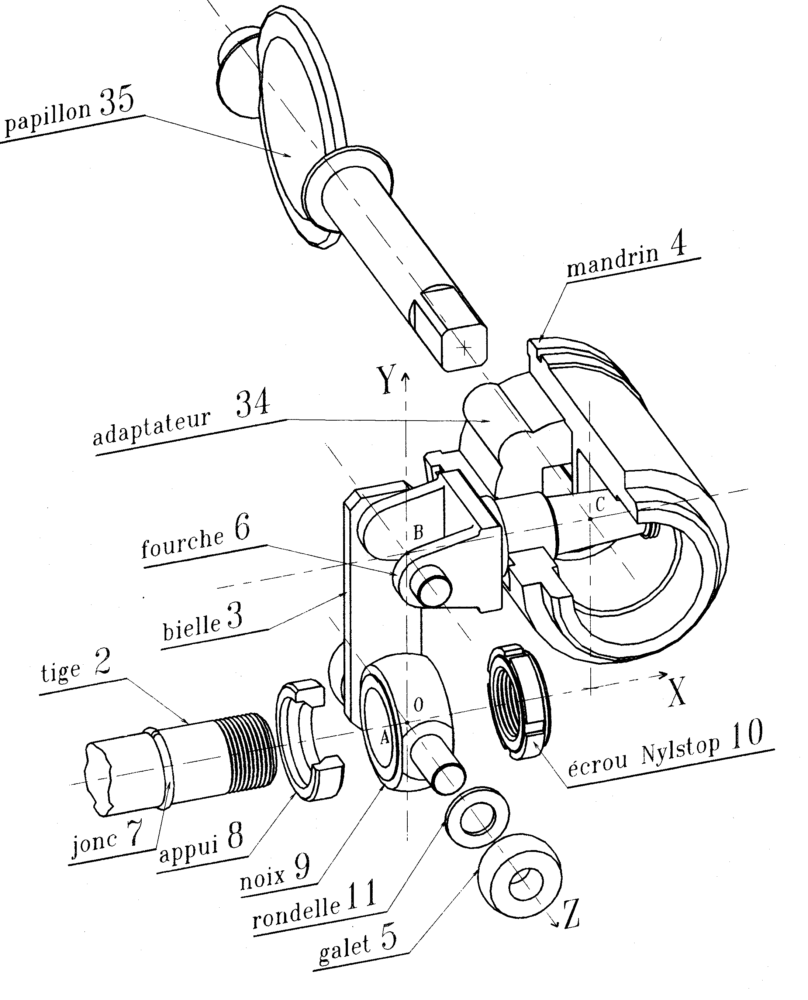 papillon 35
mandrin 4
Y
adaptateur 34
C
B
fourche 6
bielle 3
tige 2
X
O
A
écrou Nylstop 10
jonc 7
appui 8
noix 9
rondelle 11
Z
galet 5